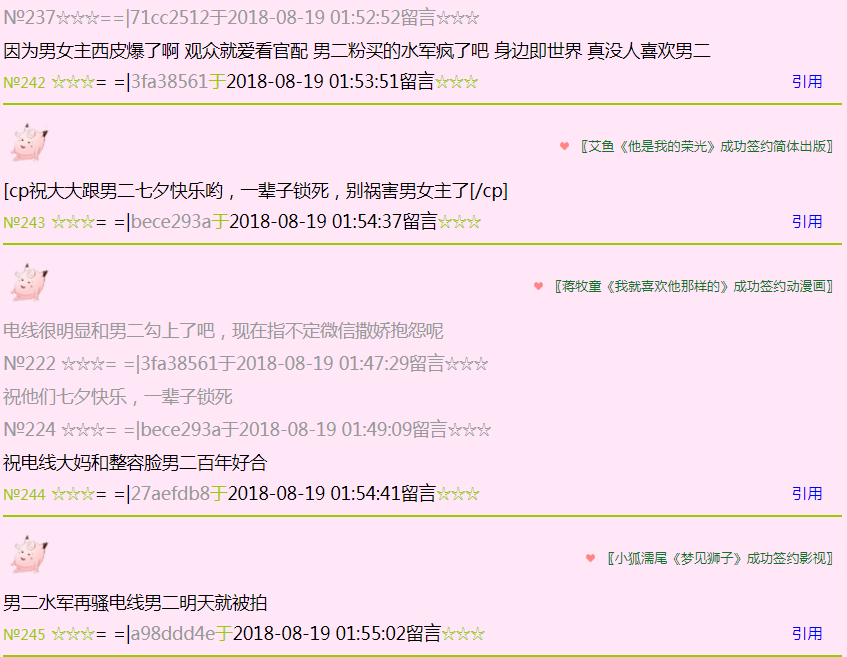 №237☆☆☆==|71cc2512于2018-08-19 01:52:52留言☆☆☆
因为男女主西皮爆了啊 观众就爱看官配 男二粉买的水军疯了吧 身边即世界 真没人喜欢男二
№242 ☆☆☆= =|3fa38561于2018-08-19 01:53:51留言☆☆☆ 引用
❤ 〖艾鱼《他是我的荣光》成功签约简体出版〗
[cp祝大大跟男二七夕快乐哟，一辈子锁死，别祸害男女主了[/cp]
№243 ☆☆☆= =|bece293a于2018-08-19 01:54:37留言☆☆☆ 引用
❤ 〖蒋牧童《我就喜欢他那样的》成功签约动漫画〗
电线很明显和男二勾上了吧，现在指不定微信撒娇抱怨呢
№222 ☆☆☆= =|3fa38561于2018-08-19 01:47:29留言☆☆☆
祝他们七夕快乐，一辈子锁死
№224 ☆☆☆= =|bece293a于2018-08-19 01:49:09留言☆☆☆
祝电线大妈和整容脸男二百年好合
№244 ☆☆☆= =|27aefdb8于2018-08-19 01:54:41留言☆☆☆ 引用
❤ 〖小狐濡尾《梦见狮子》成功签约影视〗
男二水军再骚电线男二明天就被拍
№245 ☆☆☆= =|a98ddd4e于2018-08-19 01:55:02留言☆☆☆ 引用